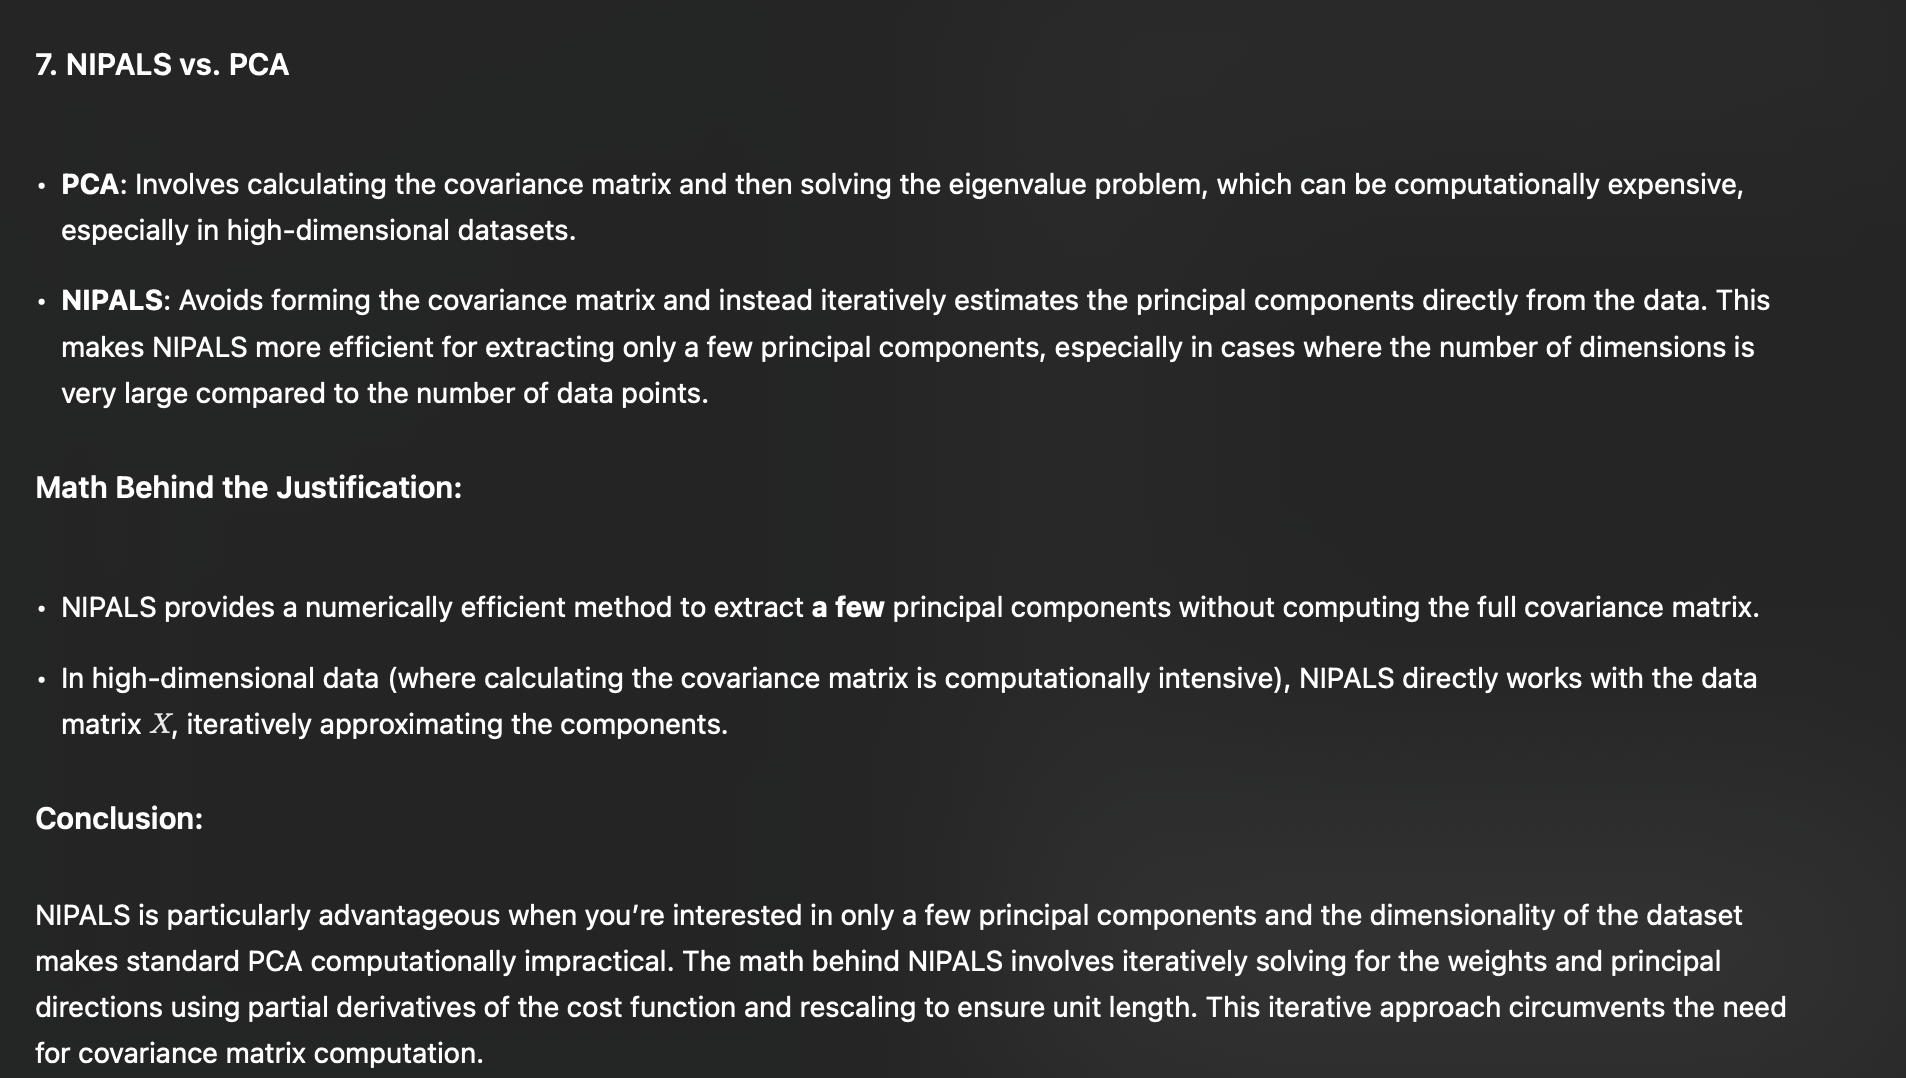 7. NIPALS vs. PCA
• PCA: Involves calculating the covariance matrix and then solving the eigenvalue problem, which can be computationally expensive,
especially in high-dimensional datasets.
• NIPALS: Avoids forming the covariance matrix and instead iteratively estimates the principal components directly from the data. This
makes NIPALS more efficient for extracting only a few principal components, especially in cases where the number of dimensions is
very large compared to the number of data points.
Math Behind the Justification:
• NIPALS provides a numerically efficient method to extract a few principal components without computing the full covariance matrix.
• In high-dimensional data (where calculating the covariance matrix is computationally intensive), NIPALS directly works with the data
matrix X, iteratively approximating the components.
Conclusion:
NIPALS is particularly advantageous when you’re interested in only a few principal components and the dimensionality of the dataset
makes standard PCA computationally impractical. The math behind NIPALS involves iteratively solving for the weights and principal
directions using partial derivatives of the cost function and rescaling to ensure unit length. This iterative approach circumvents the need
for covariance matrix computation.